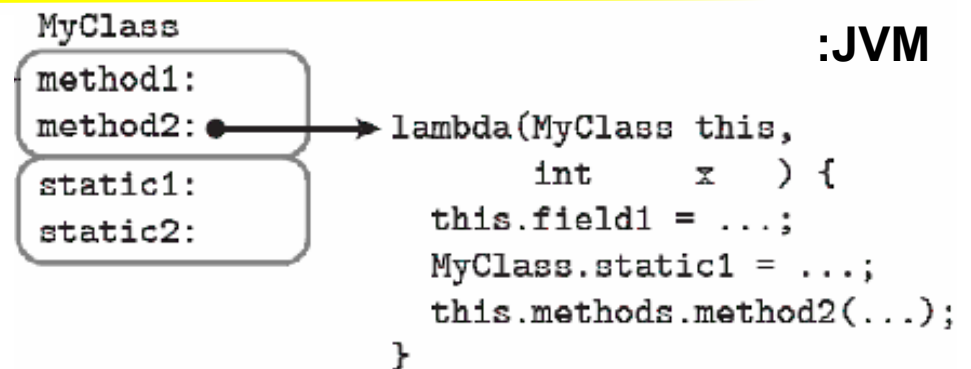 MyClass
:JVM
method1:
method2:
lambda(MyClass this,
int x ) {
static1:
static2:
this.field1 = ...;
MyClass.static1 = ...;
this.methods.method2(...);
}